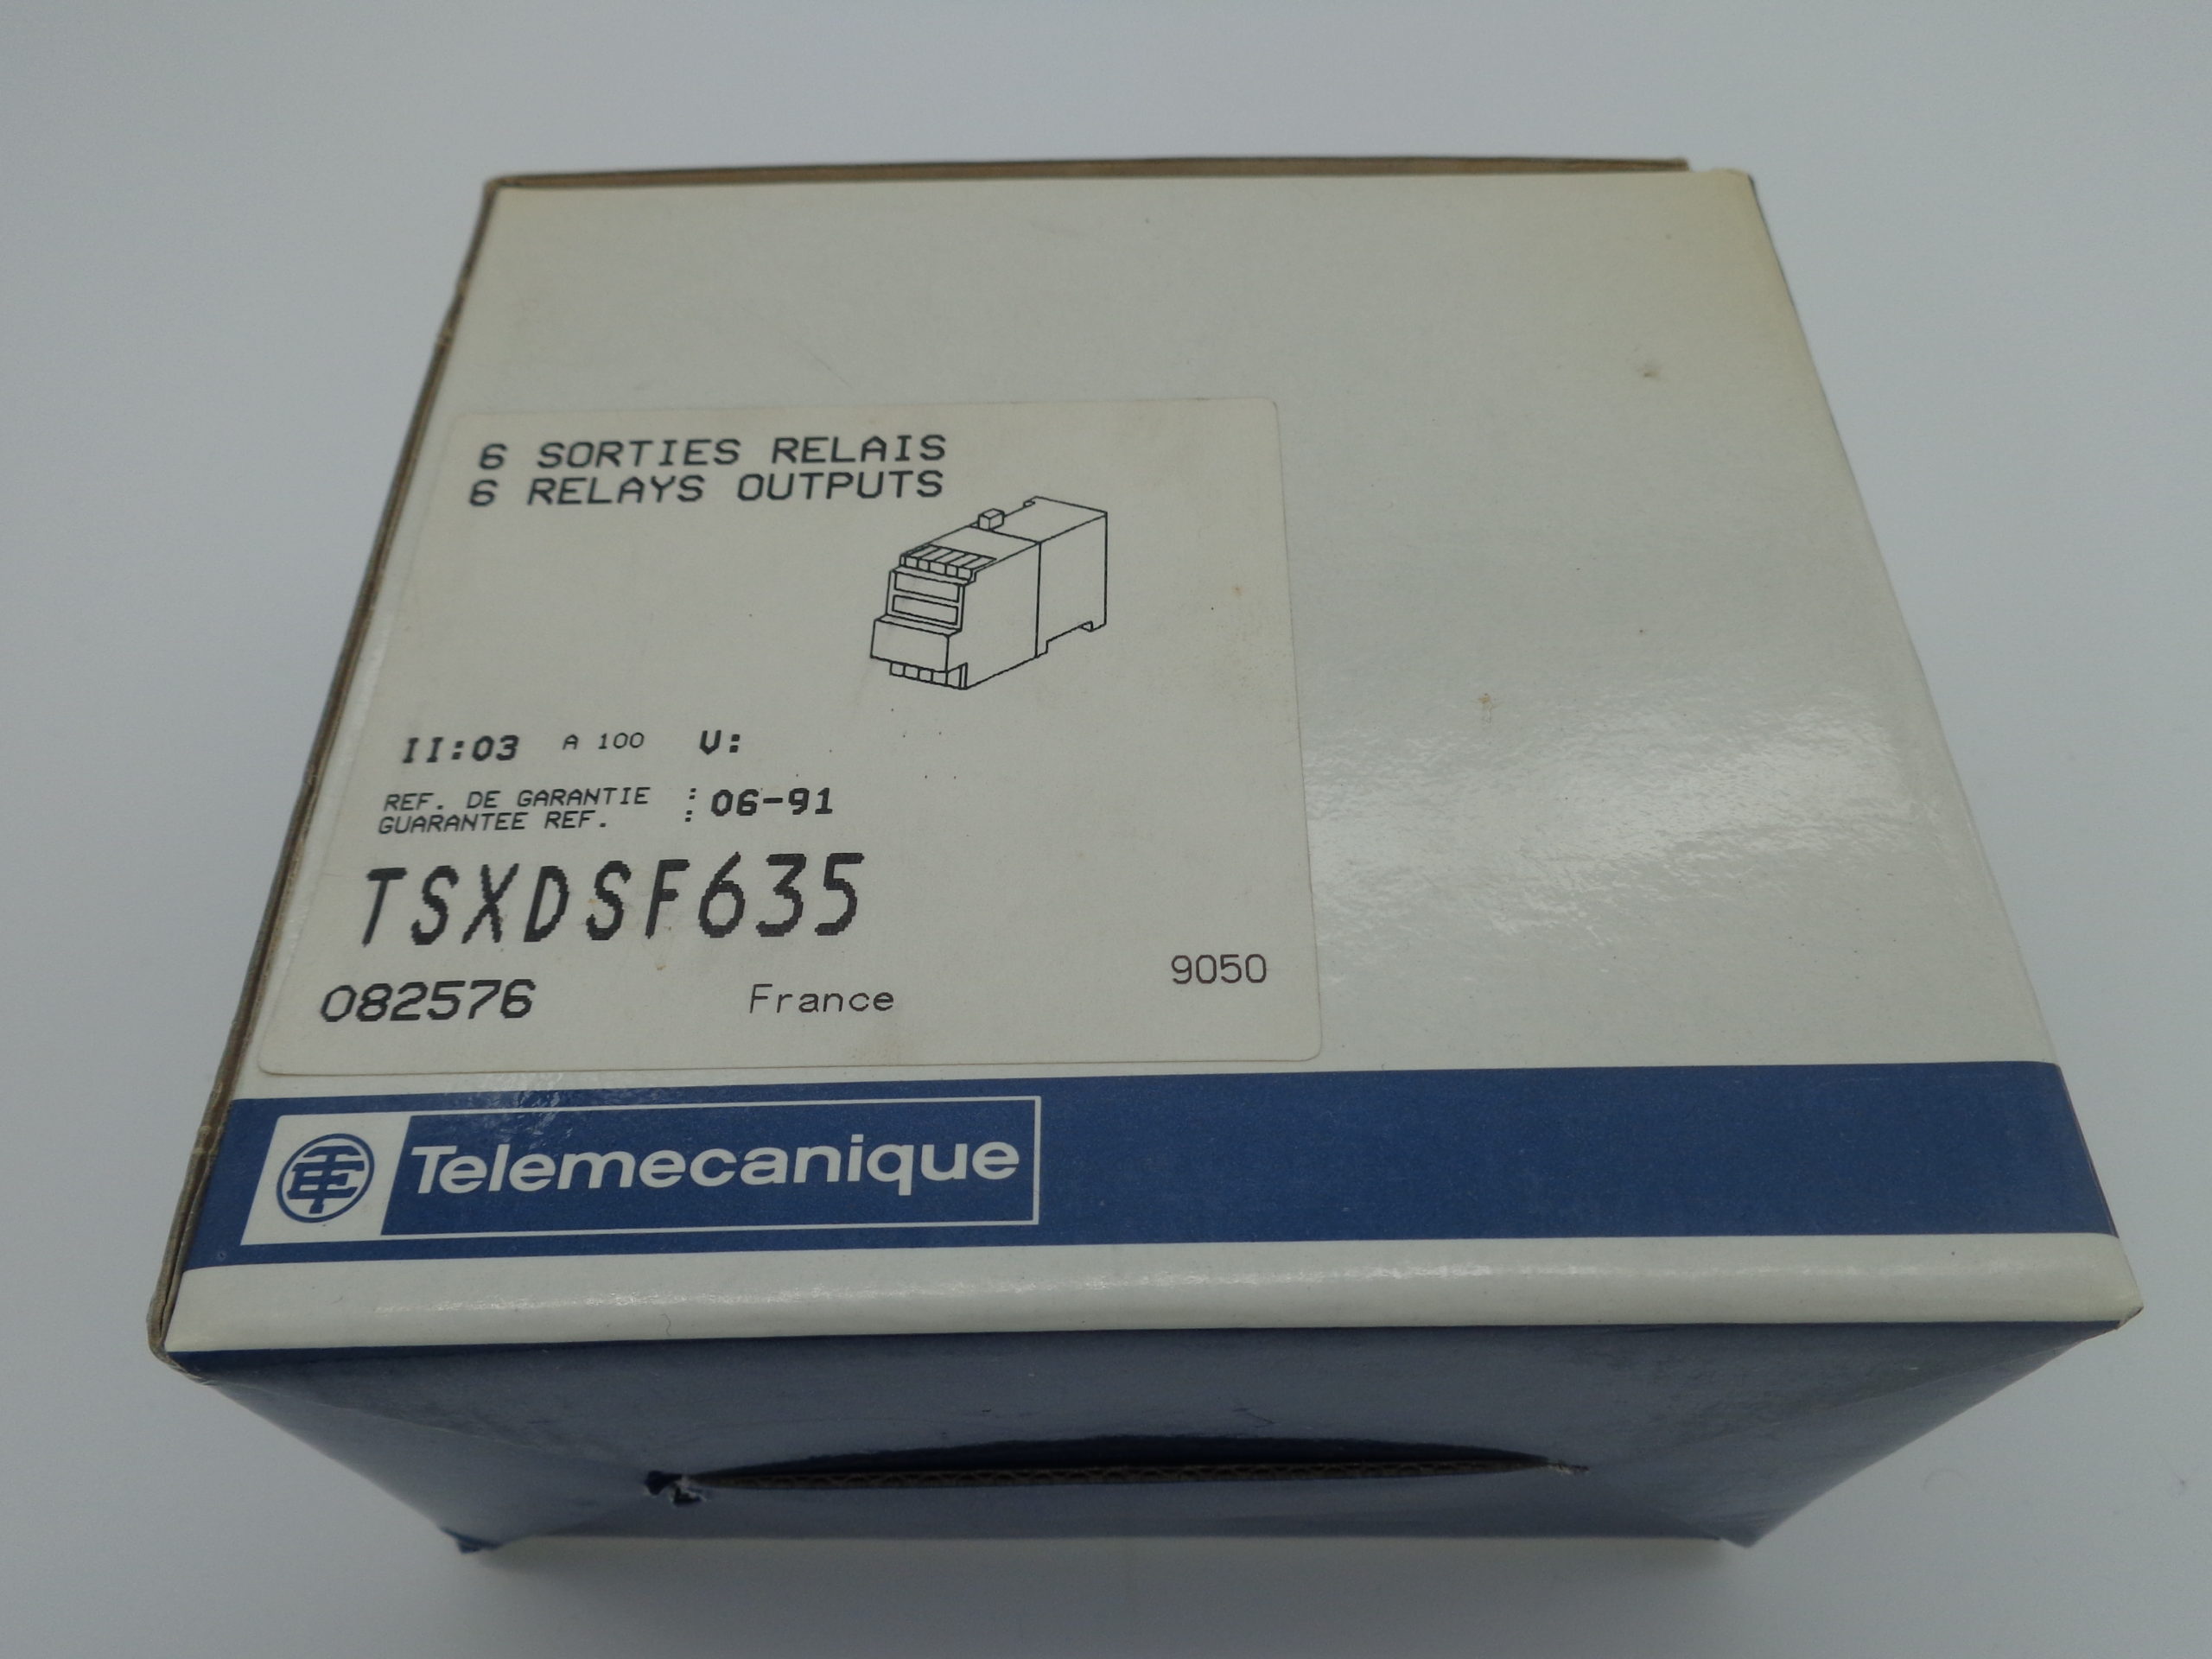 6 SORTIES RELAIS
6 RELAYS OUTPUTS
II:03 A 100 V:
REF. DE GARANTIE : 06-91
GUARANTEE REF. :
TSXDSF635
082576 France 9050
TE Telemecanique